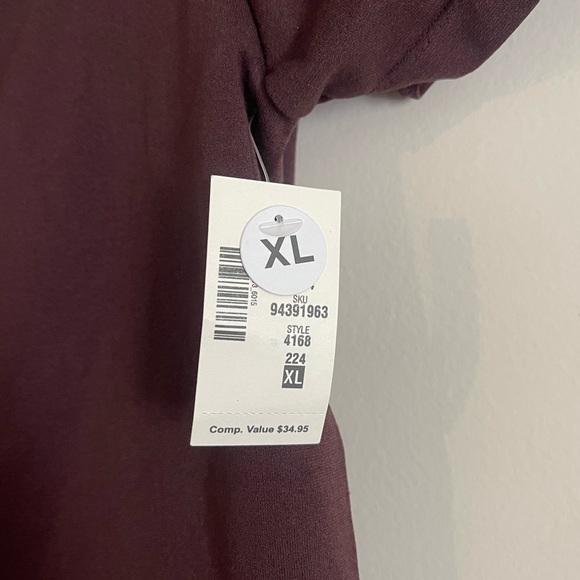 XL
SKU
94391963
STYLE
4168
224
XL
Comp. Value $34.95